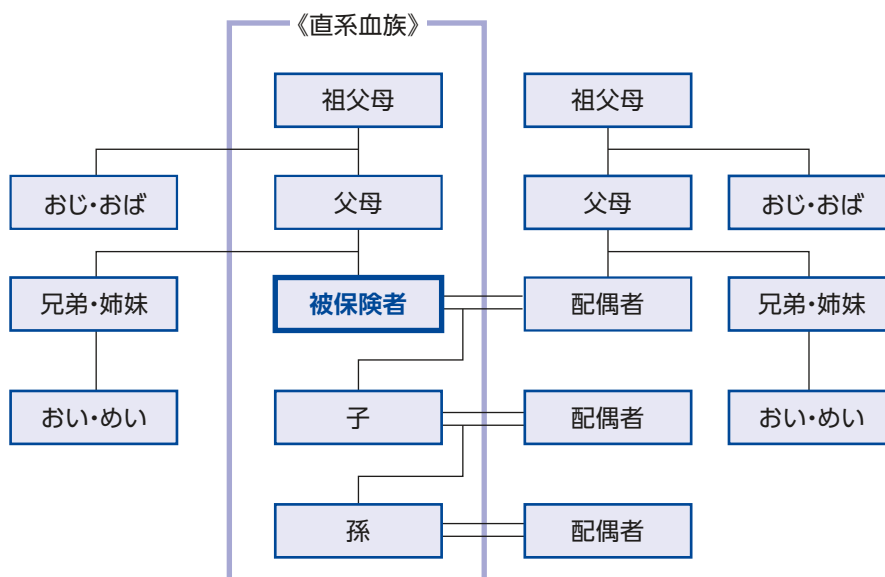 《直系血族》
祖父母
祖父母
おじ・おば
父母
父母
おじ・おば
兄弟・姉妹
被保険者
配偶者
兄弟・姉妹
おい・めい
子
配偶者
おい・めい
孫
配偶者